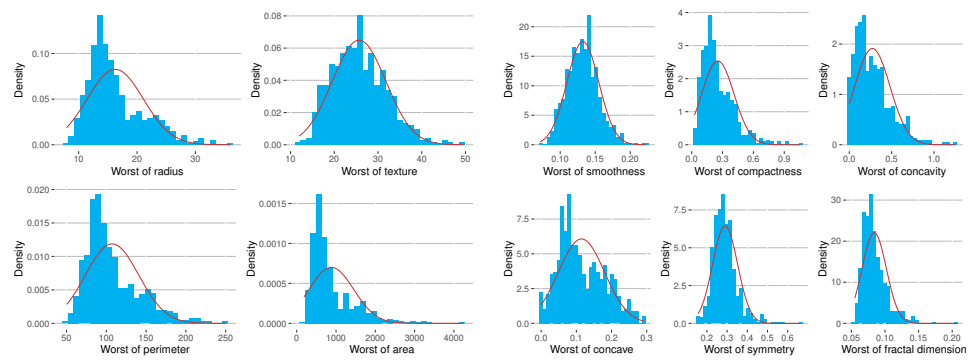 Density
0.10
0.05
0.00
10 20 30
Worst of radius
Density
0.08
0.06
0.04
0.02
0.00
10 20 30 40 50
Worst of texture
Density
20
15
10
5
0
0.10 0.15 0.20
Worst of smoothness
Density
4
3
2
1
0
0.0 0.3 0.6 0.9
Worst of compactness
Density
2
1
0
0.0 0.5 1.0
Worst of concavity
Density
0.020
0.015
0.010
0.005
0.000
50 100 150 200 250
Worst of perimeter
Density
0.0015
0.0010
0.0005
0.0000
0 1000 2000 3000 4000
Worst of area
Density
7.5
5.0
2.5
0.0
0.0 0.1 0.2 0.3
Worst of concave
Density
7.5
5.0
2.5
0.0
0.2 0.3 0.4 0.5 0.6
Worst of symmetry
Density
30
20
10
0
0.05 0.10 0.15 0.20
Worst of fractal dimension